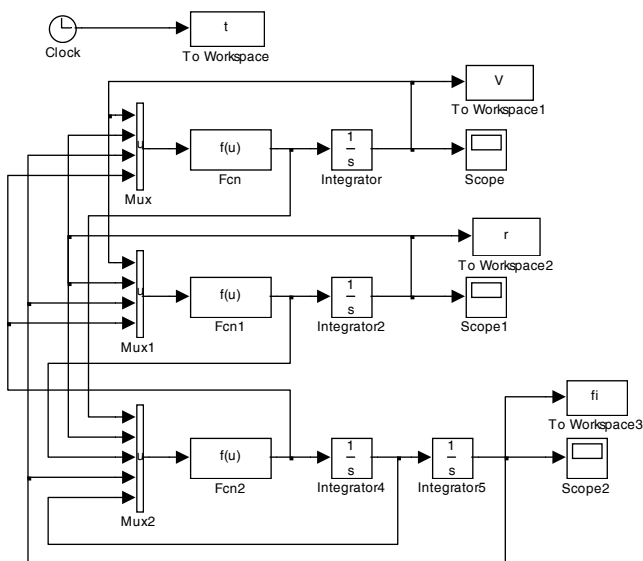 t
Clock
To Workspace
V
To Workspace1
u
f(u)
1
s
Mux
Fcn
Integrator
Scope
r
To Workspace2
u
f(u)
1
s
Mux1
Fcn1
Integrator2
Scope1
fi
To Workspace3
u
f(u)
1
s
1
s
Mux2
Fcn2
Integrator4
Integrator5
Scope2